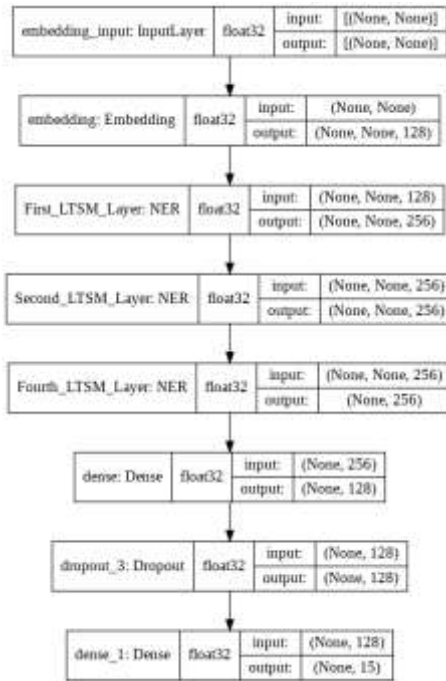 embedding_input: InputLayer float32 input: [(None, None)]
output: [(None, None)]
embedding: Embedding float32 input: (None, None)
output: (None, None, 128)
First_LTSM_Layer: NER float32 input: (None, None, 128)
output: (None, None, 256)
Second_LTSM_Layer: NER float32 input: (None, None, 256)
output: (None, None, 256)
Fourth_LTSM_Layer: NER float32 input: (None, None, 256)
output: (None, 256)
dense: Dense float32 input: (None, 256)
output: (None, 128)
dropout_3: Dropout float32 input: (None, 128)
output: (None, 128)
dense_1: Dense float32 input: (None, 128)
output: (None, 15)